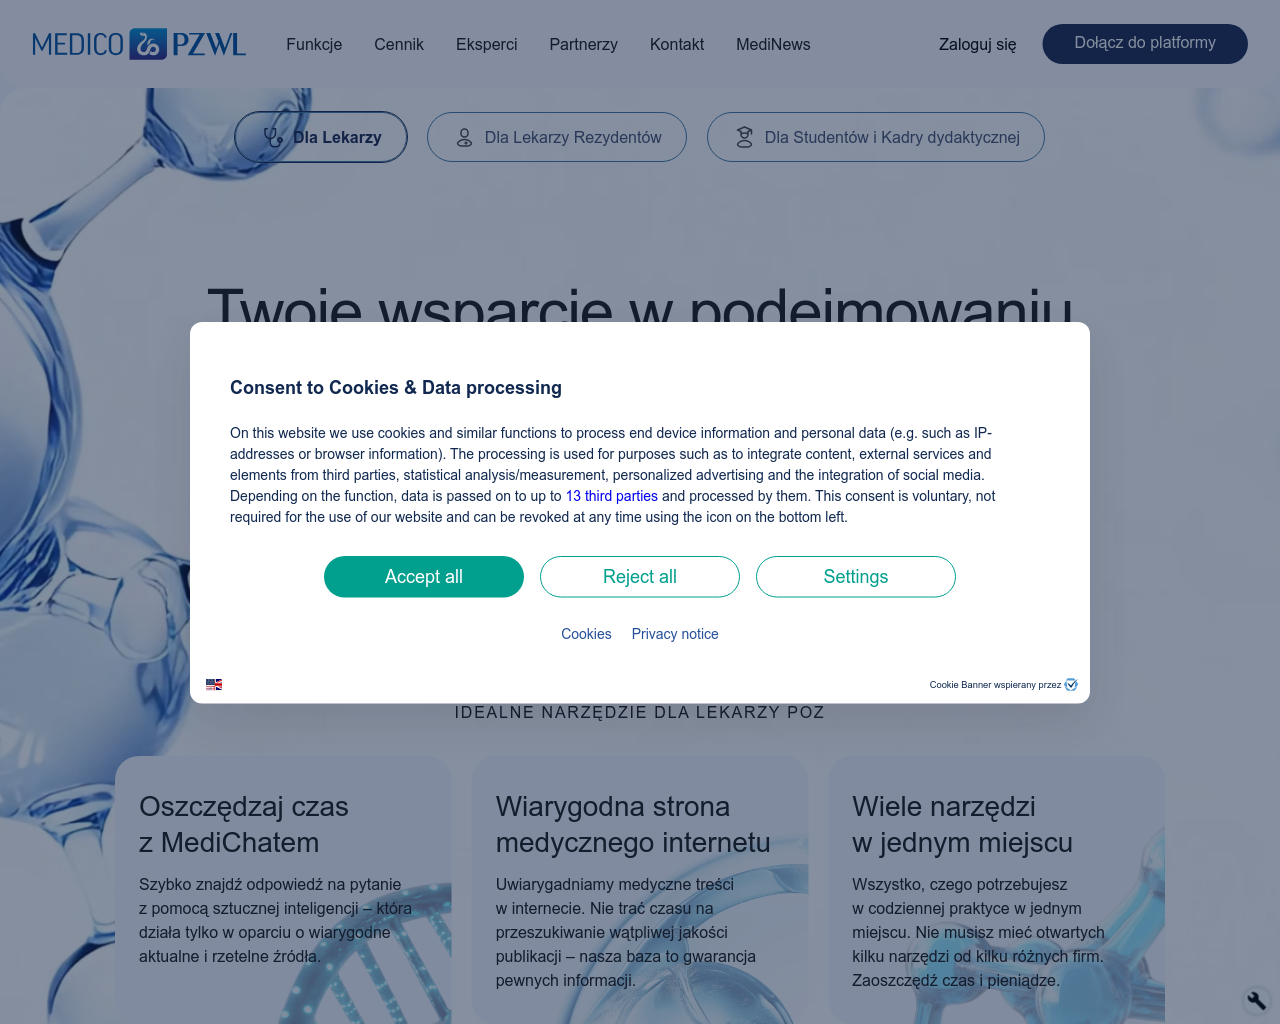 MEDICO PZWL
Funkcje
Cennik
Eksperci
Partnerzy
Kontakt
MediNews
Zaloguj się
Dołącz do platformy
Dla Lekarzy
Dla Lekarzy Rezydentów
Dla Studentów i Kadry dydaktycznej
Twoje wsparcie w podejmowaniu
Consent to Cookies & Data processing
On this website we use cookies and similar functions to process end device information and personal data (e.g. such as IP-
addresses or browser information). The processing is used for purposes such as to integrate content, external services and
elements from third parties, statistical analysis/measurement, personalized advertising and the integration of social media.
Depending on the function, data is passed on to up to 13 third parties and processed by them. This consent is voluntary, not
required for the use of our website and can be revoked at any time using the icon on the bottom left.
Accept all
Reject all
Settings
Cookies
Privacy notice
Cookie Banner wspierany przez
IDEALNE NARZĘDZIE DLA LEKARZY POZ
Oszczędzaj czas
z MediChatem
Szybko znajdź odpowiedź na pytanie
z pomocą sztucznej inteligencji – która
działa tylko w oparciu o wiarygodne
aktualne i rzetelne źródła.
Wiarygodna strona
medycznego internetu
Uwiarygadniamy medyczne treści
w internecie. Nie trać czasu na
przeszukiwanie wątpliwej jakości
publikacji – nasza baza to gwarancja
pewnych informacji.
Wiele narzędzi
w jednym miejscu
Wszystko, czego potrzebujesz
w codziennej praktyce w jednym
miejscu. Nie musisz mieć otwartych
kilku narzędzi od kilku różnych firm.
Zaoszczędź czas i pieniądze.